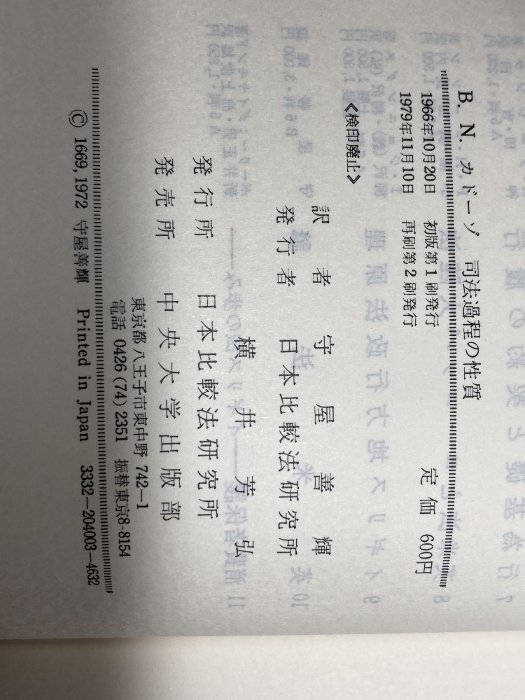 B. N. カドーゾ 司法過程の性質
1966年10月20日 初版第1刷発行
1979年11月10日 再刷第2刷発行
定価 600円
《検印廃止》
訳者 守屋善輝
発行者 日本比較法研究所
横井芳弘
発行所 日本比較法研究所
発売所 中央大学出版部
東京都八王子市東中野 742−1
電話 0426 (74) 2351 振替東京8-8154
© 1669, 1972 守屋善輝 Printed in Japan 3332−204003−4632